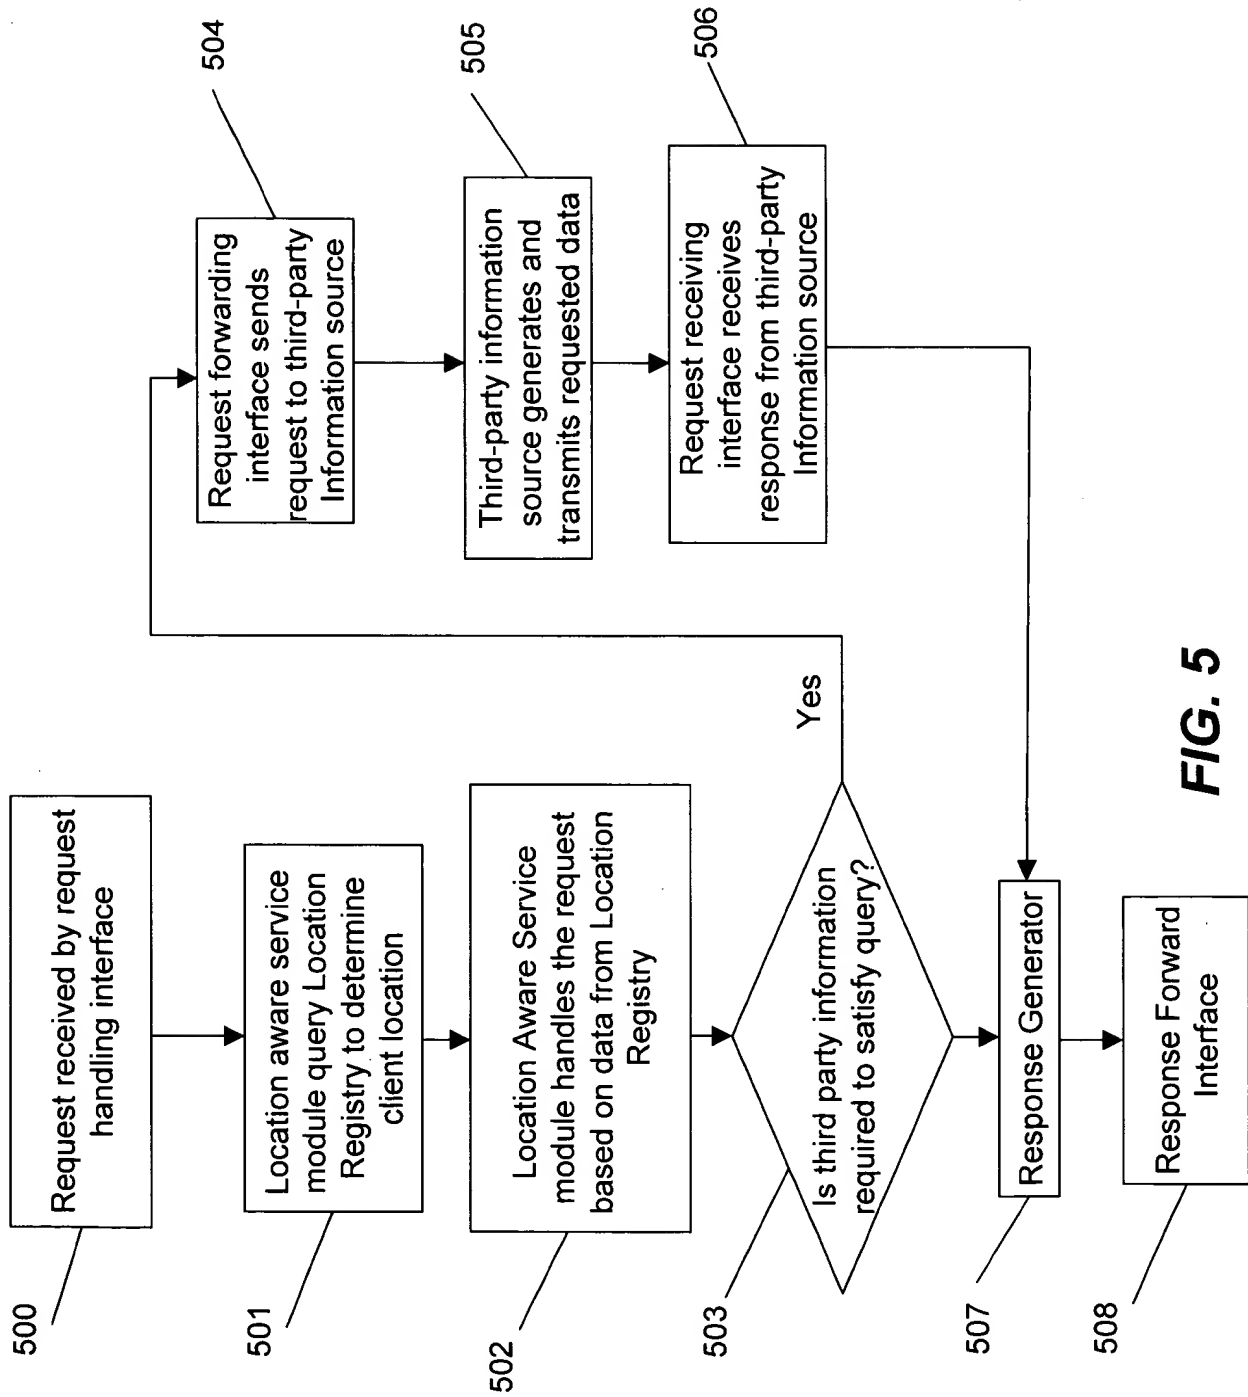 500
Request received by request
handling interface
501
Location aware service
module query Location
Registry to determine
client location
502
Location Aware Service
module handles the request
based on data from Location
Registry
503
Is third party information
required to satisfy query?
Yes
504
Request forwarding
interface sends
request to third-party
Information source
505
Third-party information
source generates and
transmits requested data
506
Request receiving
interface receives
response from third-party
Information source
507
Response Generator
508
Response Forward
Interface
FIG. 5